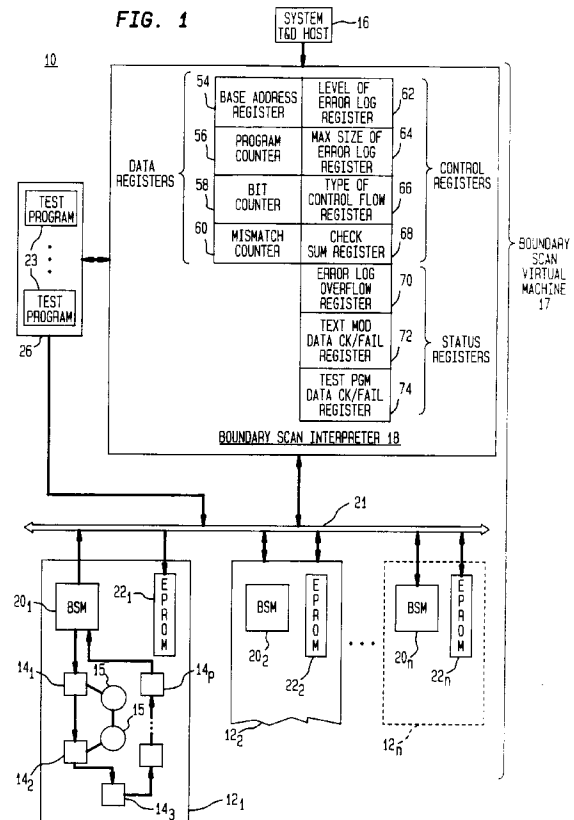 FIG. 1
SYSTEM
T&D HOST
16
10
DATA
REGISTERS
54
BASE ADDRESS
REGISTER
LEVEL OF
ERROR LOG
REGISTER
62
56
PROGRAM
COUNTER
MAX SIZE OF
ERROR LOG
REGISTER
64
58
BIT
COUNTER
TYPE OF
CONTROL FLOW
REGISTER
66
60
MISMATCH
COUNTER
CHECK
SUM REGISTER
68
CONTROL
REGISTERS
ERROR LOG
OVERFLOW
REGISTER
70
TEXT MOD
DATA CK/FAIL
REGISTER
72
TEST PGM
DATA CK/FAIL
REGISTER
74
STATUS
REGISTERS
BOUNDARY
SCAN
VIRTUAL
MACHINE 17
BOUNDARY SCAN INTERPRETER 18
TEST
PROGRAM
23
TEST
PROGRAM
26
21
20₁
BSM
22₁
EPROM
14₁
15
15
14p
14₂
14₃
12₁
BSM
20₂
EPROM
22₂
12₂
BSM
20n
EPROM
22n
12n